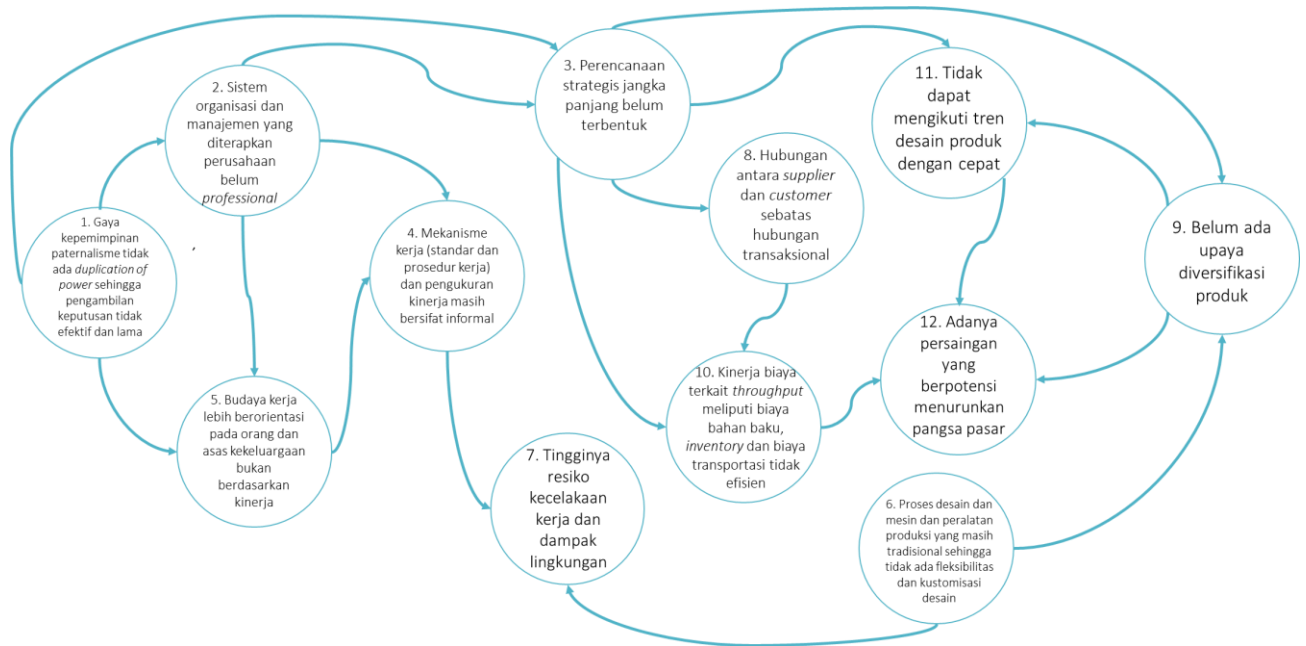 1. Gaya
kepemimpinan
paternalisme tidak
ada duplication of
power sehingga
pengambilan
keputusan tidak
efektif dan lama
2. Sistem
organisasi dan
manajemen yang
diterapkan
perusahaan
belum
professional
3. Perencanaan
strategis jangka
panjang belum
terbentuk
4. Mekanisme
kerja (standar dan
prosedur kerja)
dan pengukuran
kinerja masih
bersifat informal
5. Budaya kerja
lebih berorientasi
pada orang dan
asas kekeluargaan
bukan
berdasarkan
kinerja
6. Proses desain dan
mesin dan peralatan
produksi yang masih
tradisional sehingga
tidak ada fleksibilitas
dan kustomisasi
desain
7. Tingginya
resiko
kecelakaan
kerja dan
dampak
lingkungan
8. Hubungan
antara supplier
dan customer
sebatas
hubungan
transaksional
9. Belum ada
upaya
diversifikasi
produk
10. Kinerja biaya
terkait throughput
meliputi biaya
bahan baku,
inventory dan biaya
transportasi tidak
efisien
11. Tidak
dapat
mengikuti tren
desain produk
dengan cepat
12. Adanya
persaingan
yang
berpotensi
menurunkan
pangsa pasar